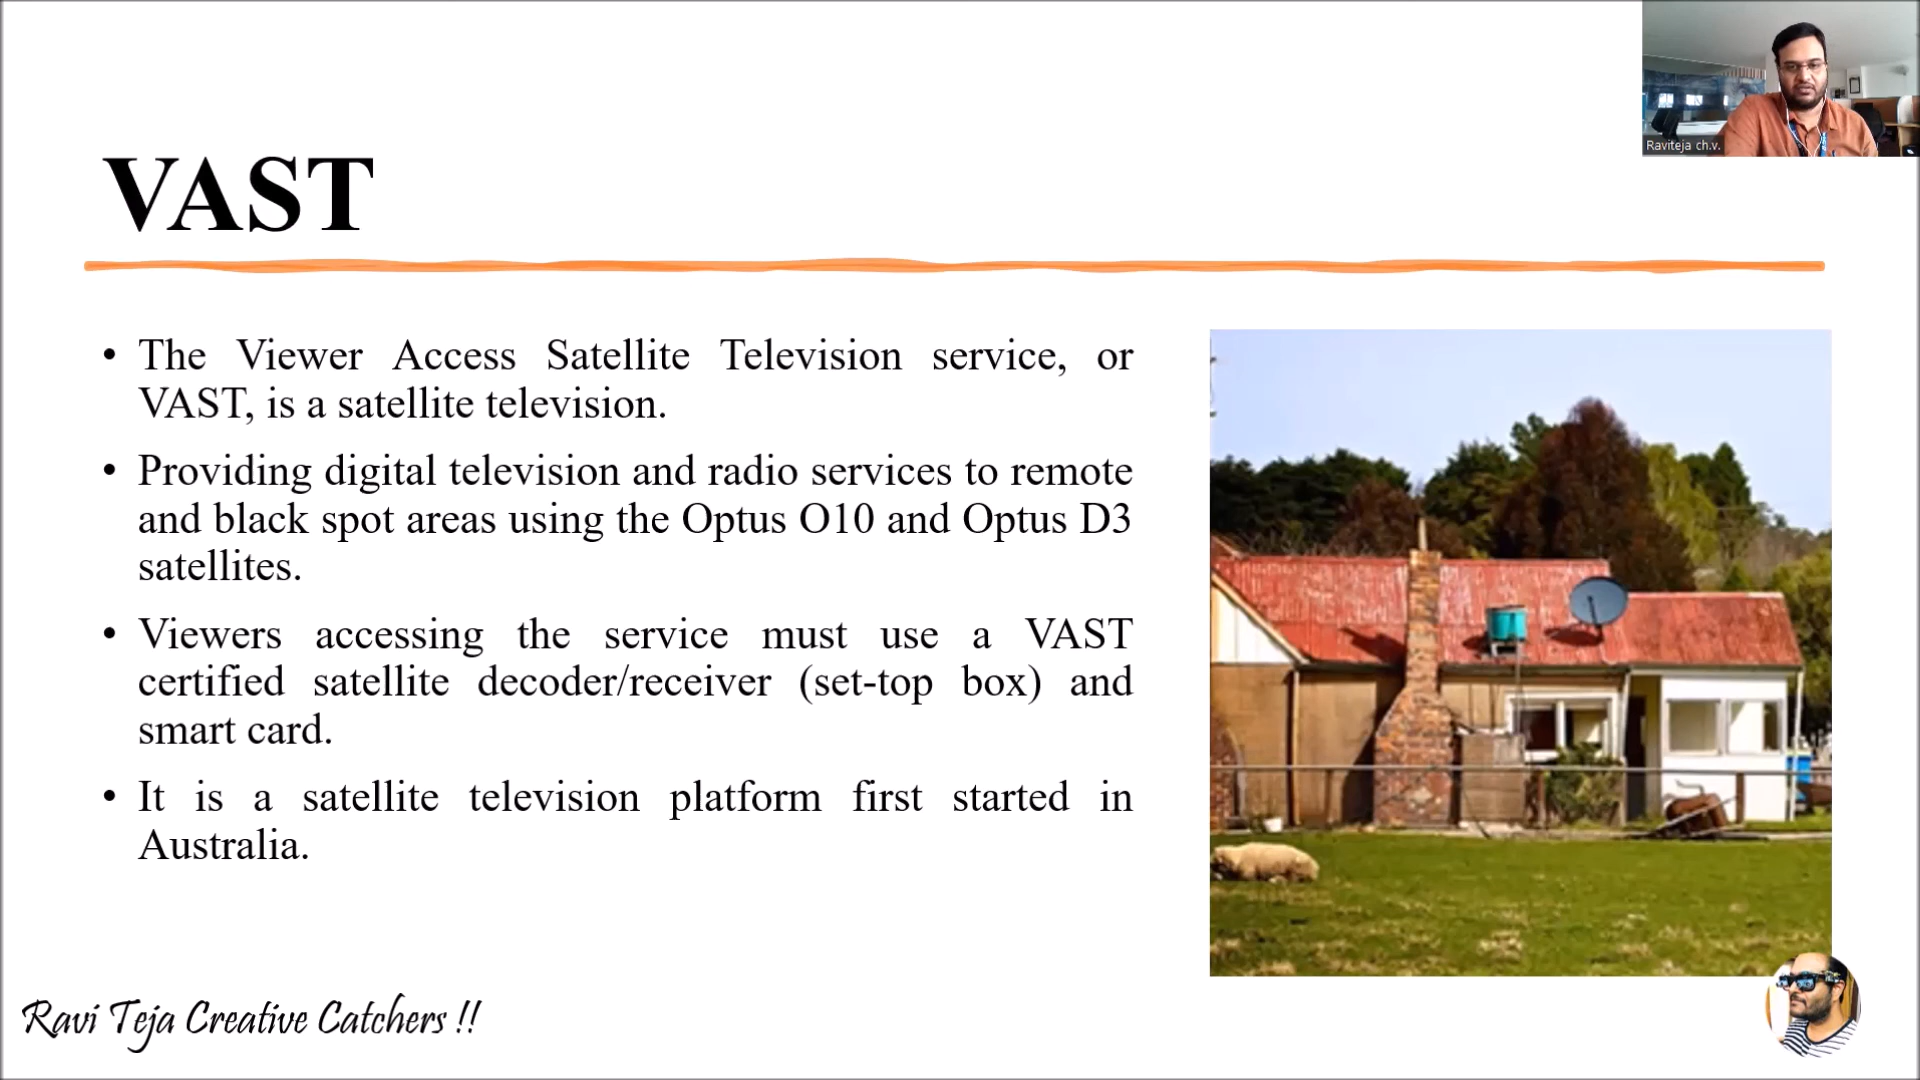 Raviteja ch.v.
VAST
• The Viewer Access Satellite Television service, or
VAST, is a satellite television.
• Providing digital television and radio services to remote
and black spot areas using the Optus O10 and Optus D3
satellites.
• Viewers accessing the service must use a VAST
certified satellite decoder/receiver (set-top box) and
smart card.
• It is a satellite television platform first started in
Australia.
Ravi Teja Creative Catchers !!